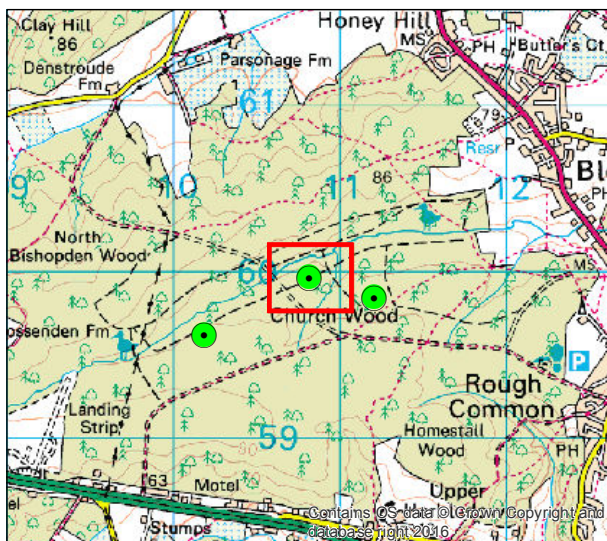 Clay Hill
86
Denstroude
Fm
Parsonage Fm
Honey Hill
MS
PH
Butler's Ct
61
79
Resr
P
9
10
11
12
86
Ble
PH
North
Bishopden Wood
60
MS
Church Wood
ossenden Fm
P
Landing
Strip
Rough
Common
59
Homestall
Wood
PH
63
Motel
Upper
el
Stumps
Contains OS data © Crown Copyright and
database right 2016